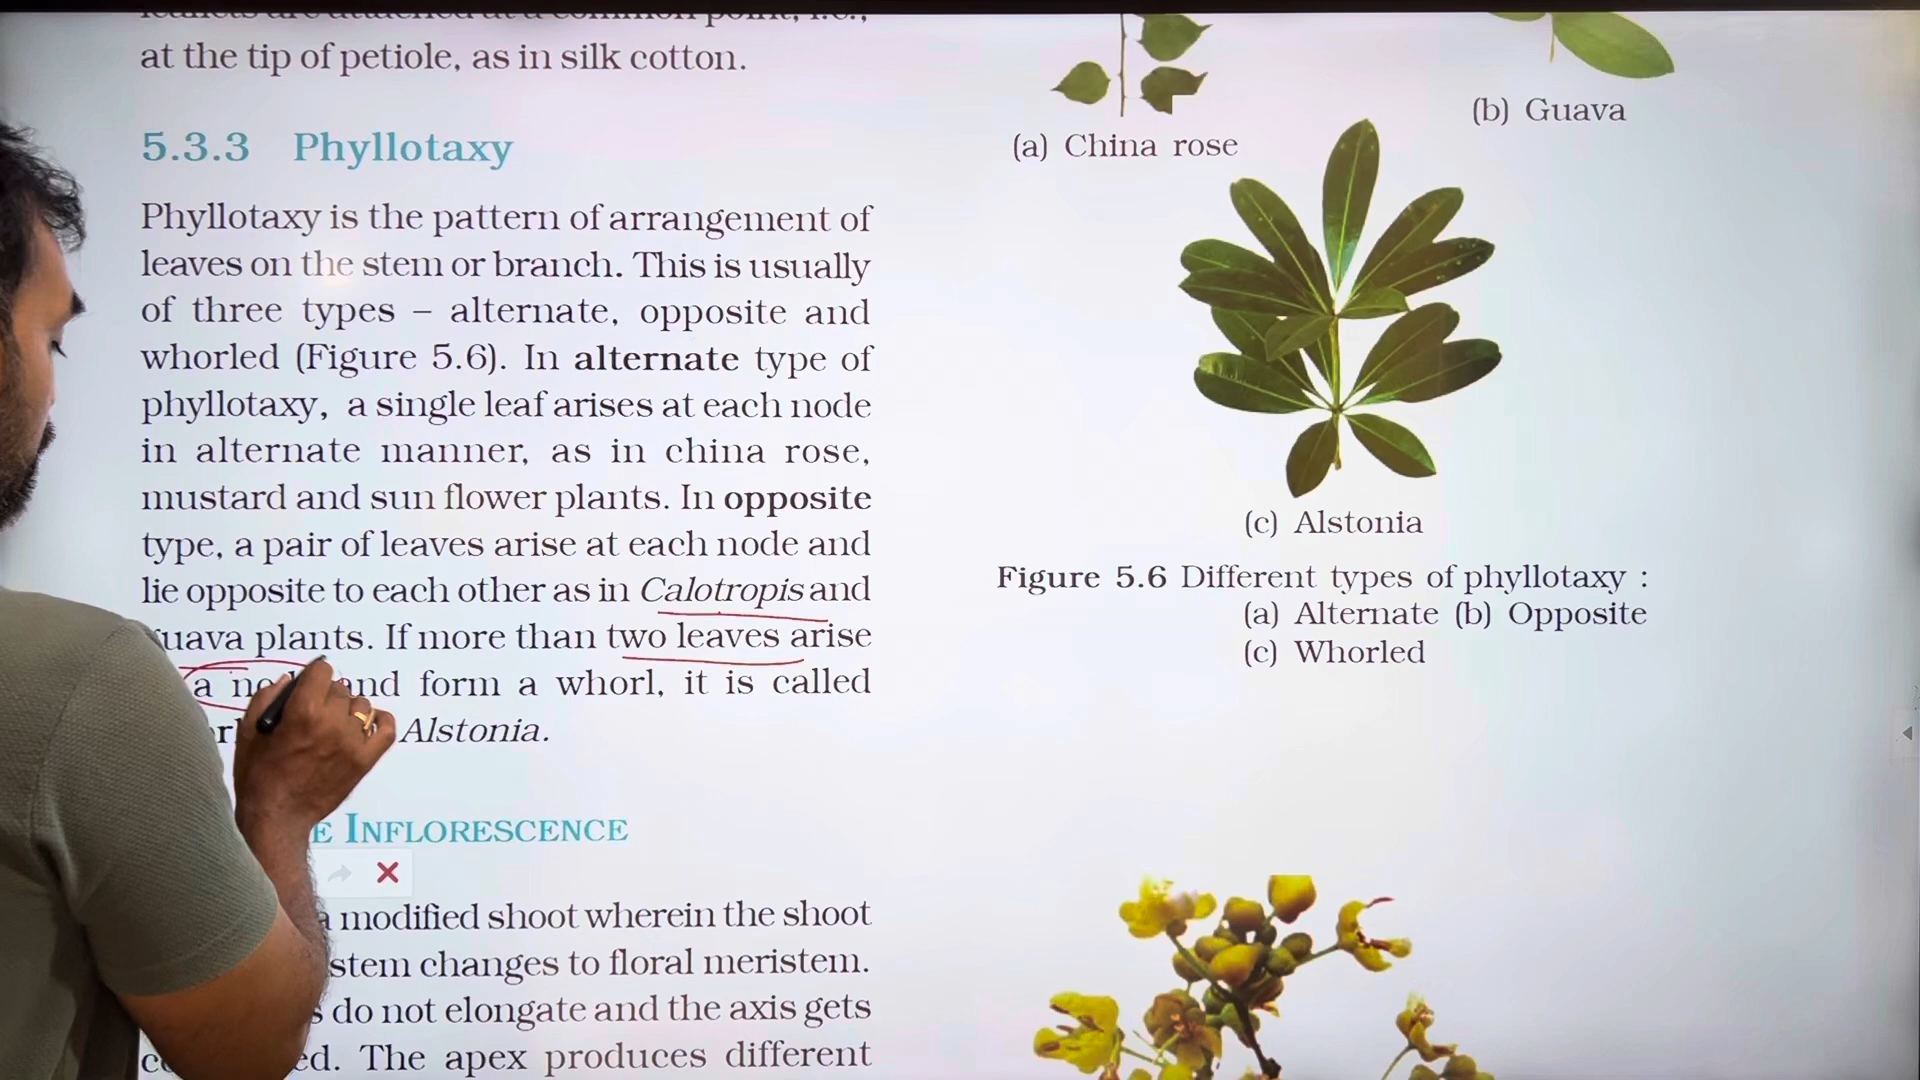 at the tip of petiole, as in silk cotton.
5.3.3 Phyllotaxy
Phyllotaxy is the pattern of arrangement of
leaves on the stem or branch. This is usually
of three types – alternate, opposite and
whorled (Figure 5.6). In alternate type of
phyllotaxy, a single leaf arises at each node
in alternate manner, as in china rose,
mustard and sun flower plants. In opposite
type, a pair of leaves arise at each node and
lie opposite to each other as in Calotropis and
plants. If more than two leaves arise
a and form a whorl, it is called
Alstonia.
INFLORESCENCE
a modified shoot wherein the shoot
changes to floral meristem.
do not elongate and the axis gets
The apex produces different
(a) China rose
(b) Guava
(c) Alstonia
Figure 5.6 Different types of phyllotaxy :
(a) Alternate (b) Opposite
(c) Whorled